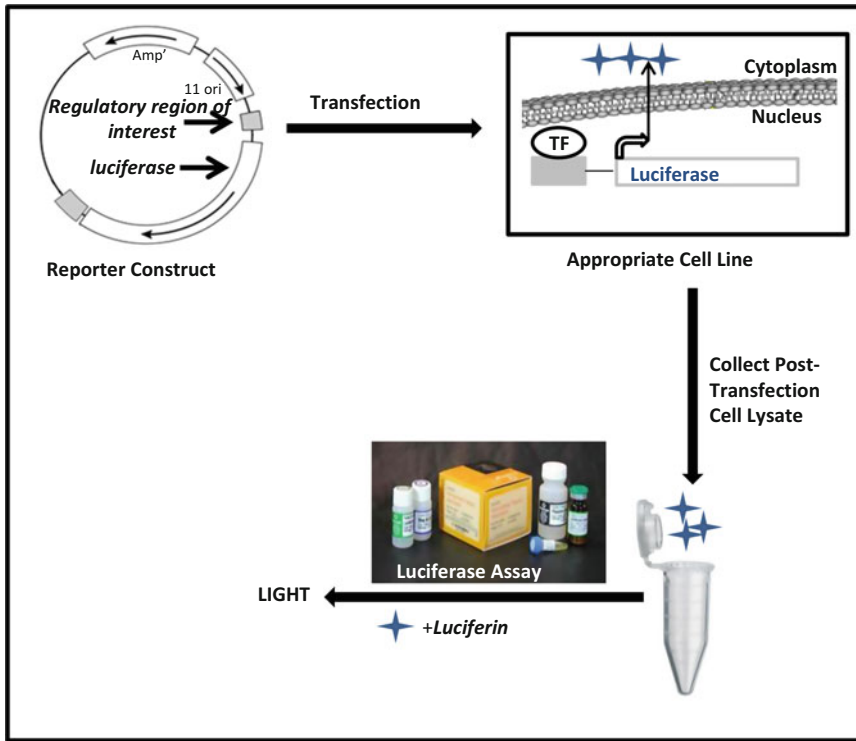 Amp'
11 ori
Regulatory region of
interest
luciferase
Reporter Construct
Transfection
Cytoplasm
Nucleus
TF
Luciferase
Appropriate Cell Line
Collect Post-
Transfection
Cell Lysate
Luciferase Assay
LIGHT
+Luciferin